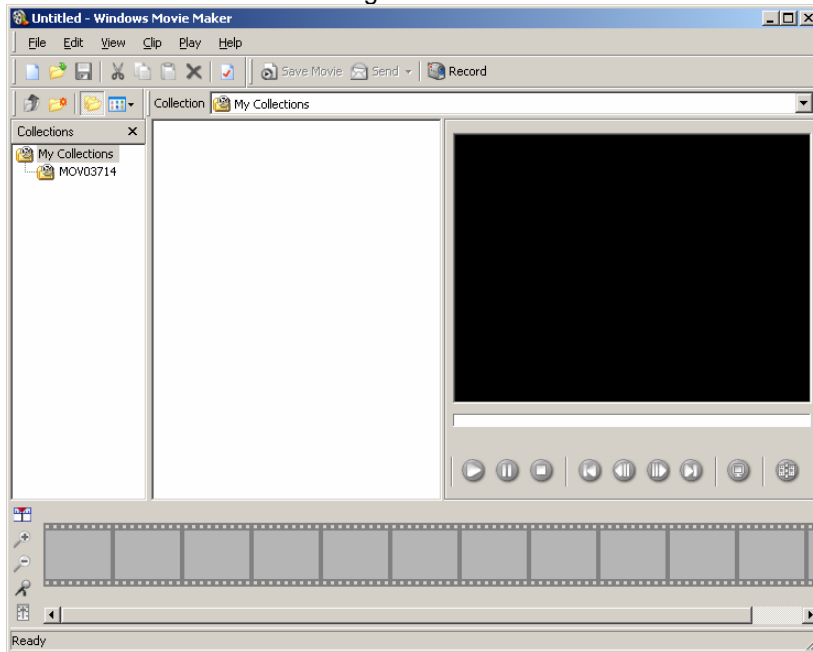 Untitled - Windows Movie Maker
File Edit View Clip Play Help
Save Movie Send Record
Collection My Collections
Collections
My Collections
MOV03714
Ready